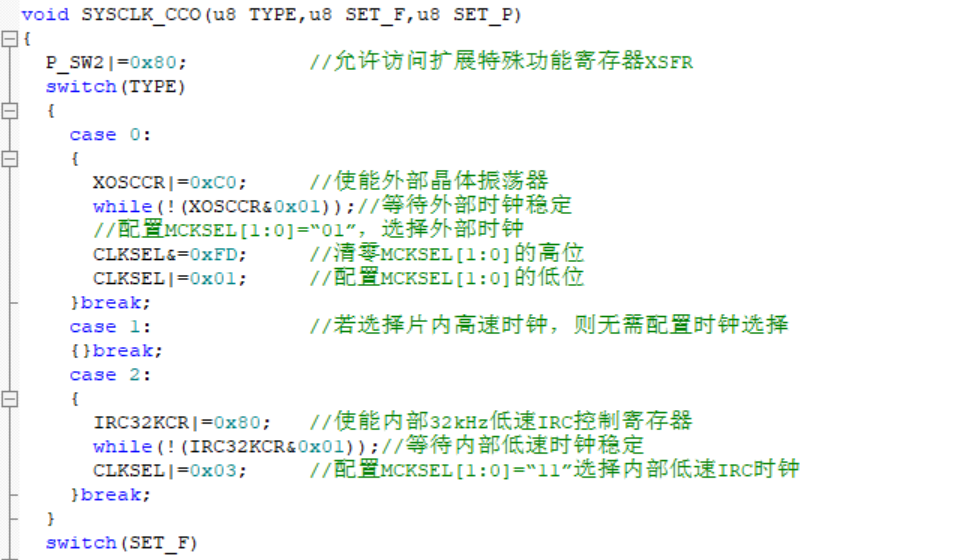 void SYSCLK_CCO(u8 TYPE,u8 SET_F,u8 SET_P)
{
P_SW2|=0x80; //允许访问扩展特殊功能寄存器XSFR
switch(TYPE)
{
case 0:
{
XOSCCR|=0xC0; //使能外部晶体振荡器
while(!(XOSCCR&0x01));//等待外部时钟稳定
//配置MCKSEL[1:0]=“01”，选择外部时钟
CLKSEL&=0xFD; //清零MCKSEL[1:0]的高位
CLKSEL|=0x01; //配置MCKSEL[1:0]的低位
}break;
case 1: //若选择片内高速时钟，则无需配置时钟选择
{}break;
case 2:
{
IRC32KCR|=0x80; //使能内部32kHz低速IRC控制寄存器
while(!(IRC32KCR&0x01));//等待内部低速时钟稳定
CLKSEL|=0x03; //配置MCKSEL[1:0]=“11”选择内部低速IRC时钟
}break;
}
switch(SET_F)